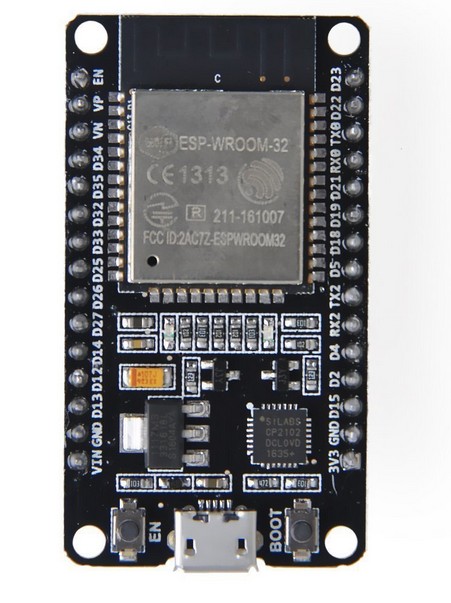 EN
VP
VN
D34
D35
D32
D33
D25
D26
D27
D14
D12
D13
GND
VIN
C
ESP-WROOM-32
CE1313
R 211-161007
FCC ID:2AC7Z-ESPWROOM32
D23
D22
TX0
RX0
D21
D19
D18
D5
TX2
RX2
D4
D2
D15
GND
3V3
SILABS
CP2102
DCL0VD
1635+
EN
BOOT